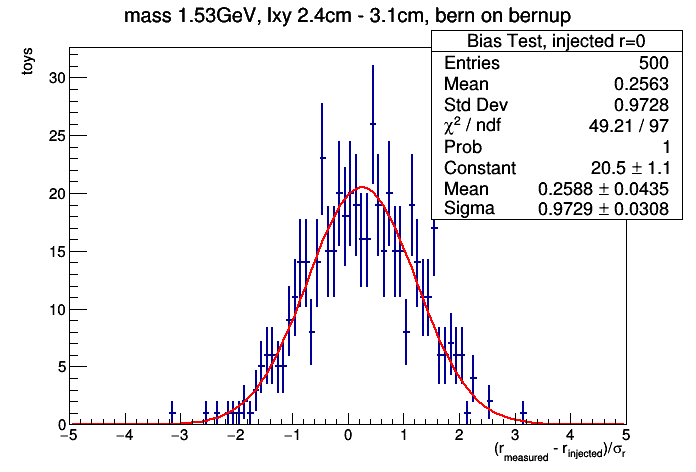 mass 1.53GeV, lxy 2.4cm - 3.1cm, bern on bernup
Bias Test, injected r=0
Entries 500
Mean 0.2563
Std Dev 0.9728
χ² / ndf 49.21 / 97
Prob 1
Constant 20.5 ± 1.1
Mean 0.2588 ± 0.0435
Sigma 0.9729 ± 0.0308
toys
30
25
20
15
10
5
0
−5 −4 −3 −2 −1 0 1 2 3 4 5
(r_measured - r_injected)/σ_r